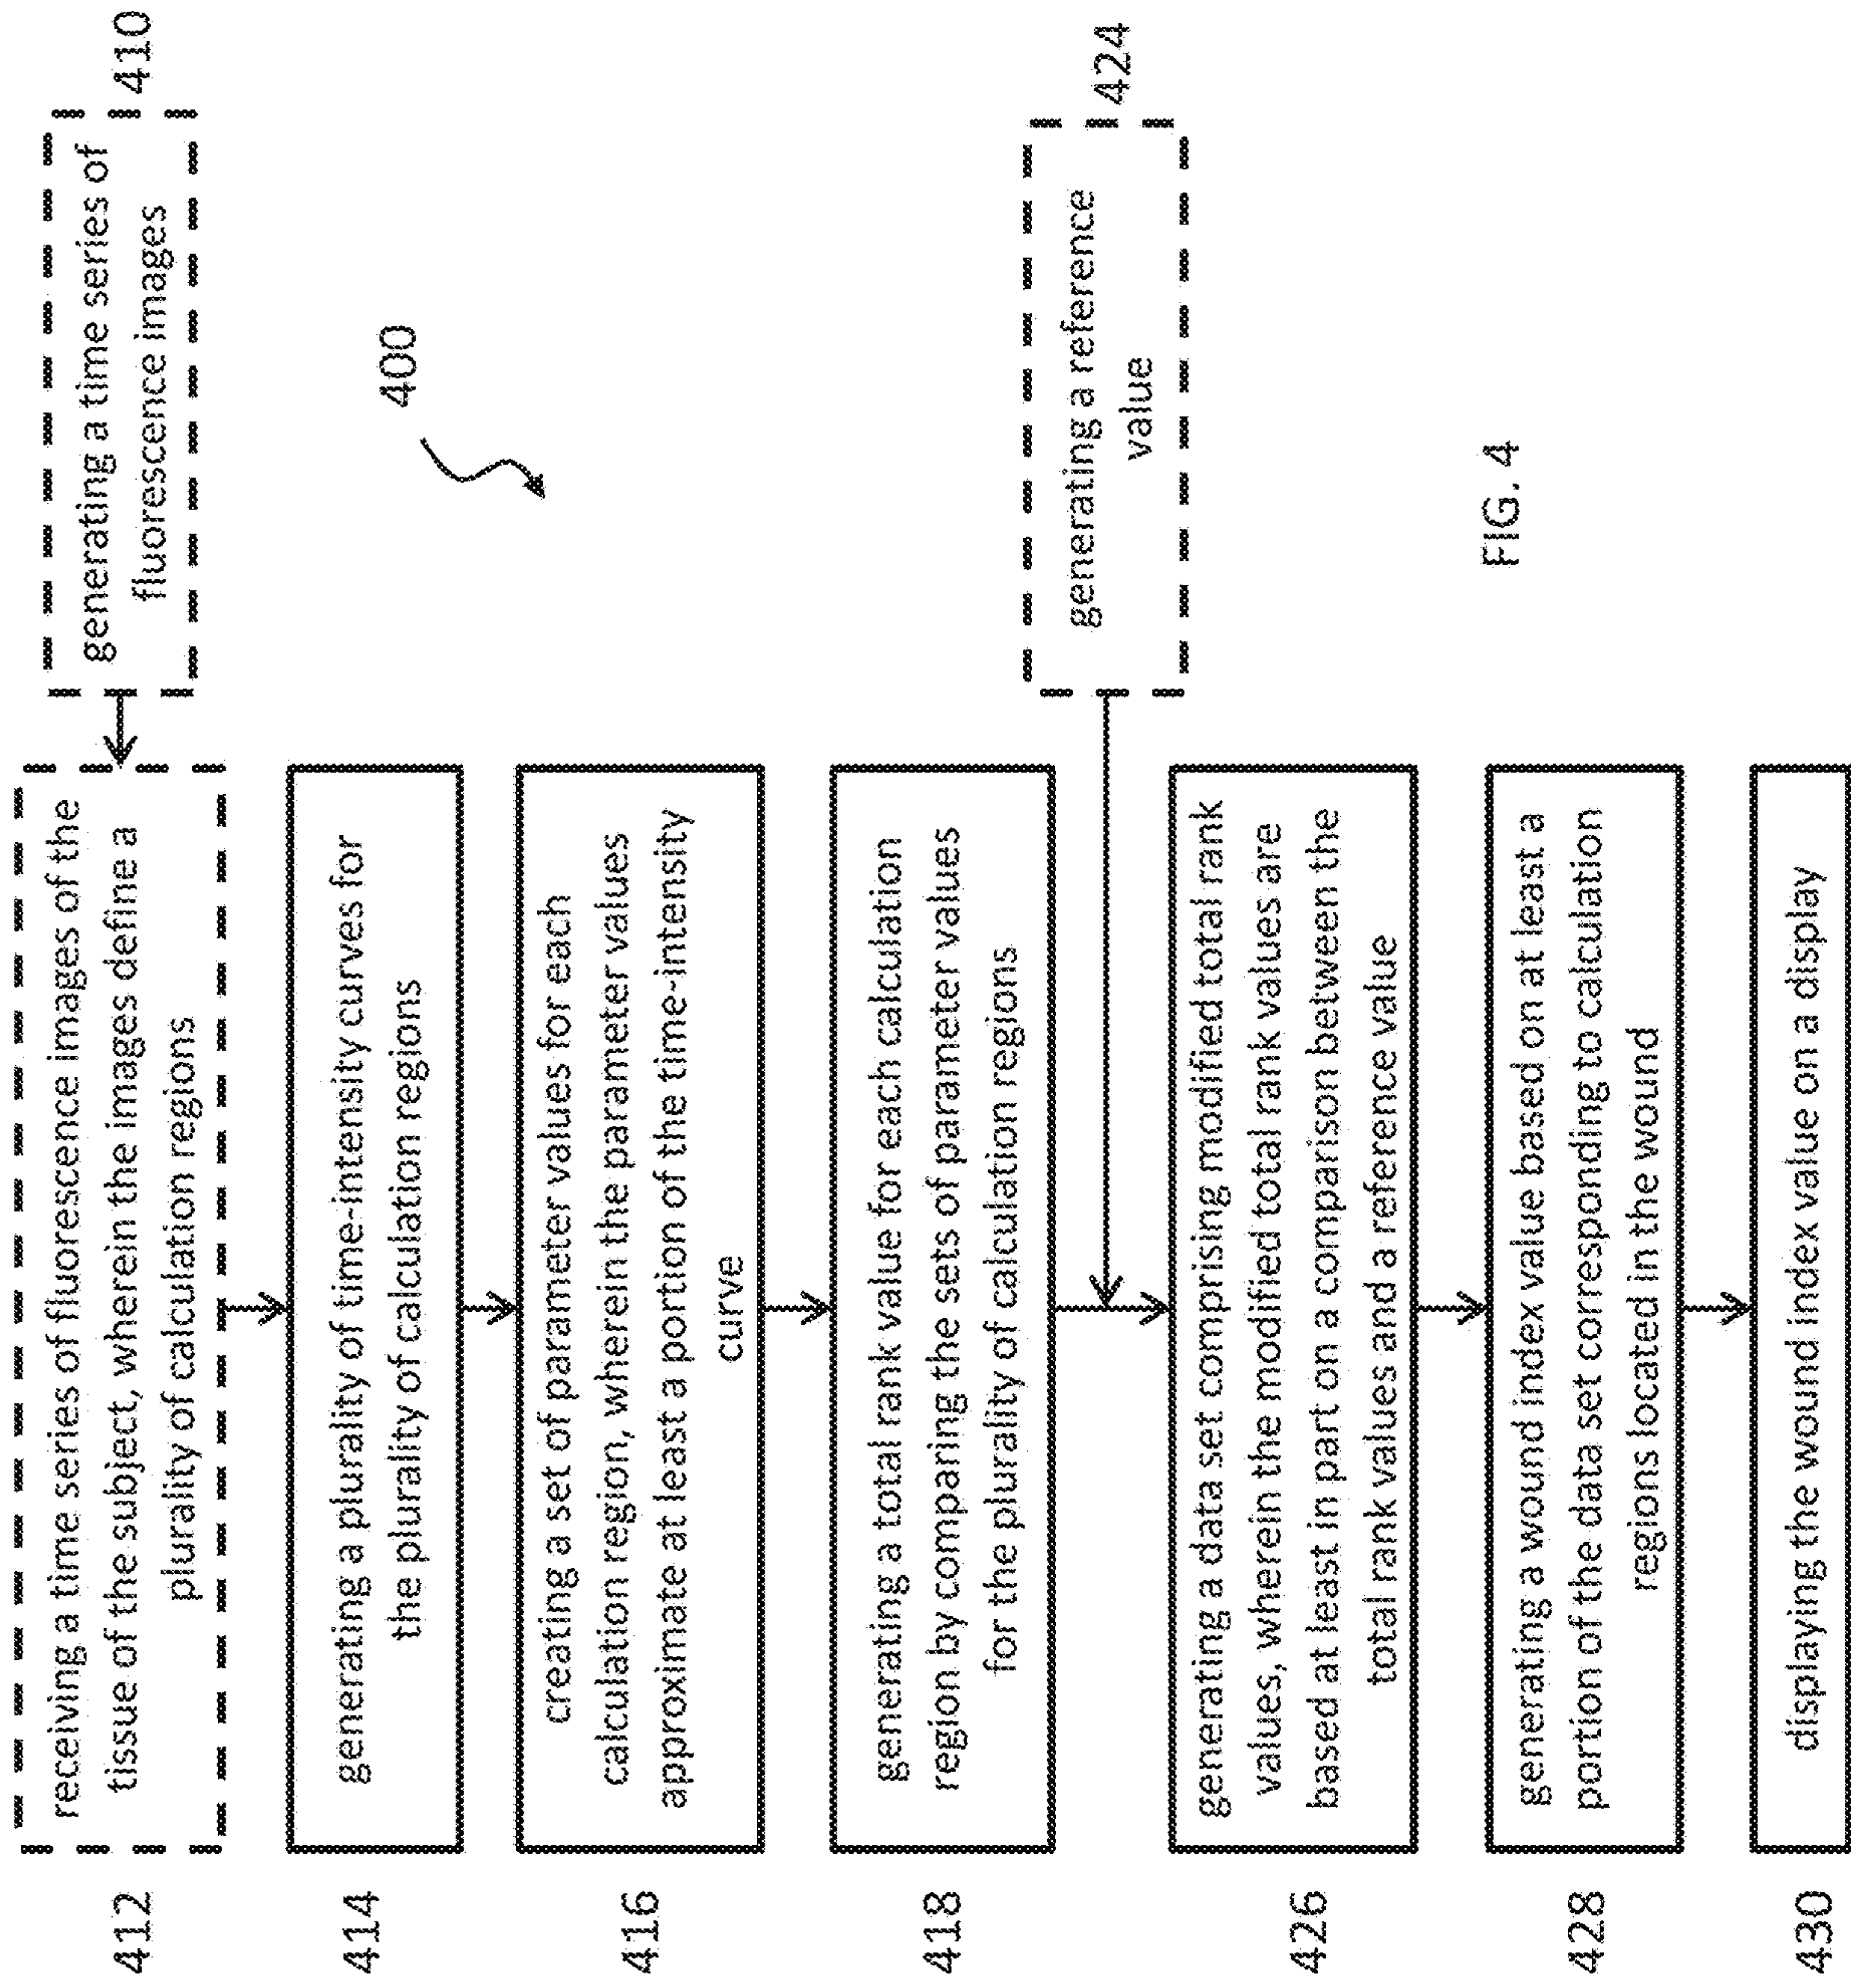 412
receiving a time series of fluorescence images of the
tissue of the subject, wherein the images define a
plurality of calculation regions
generating a time series of
fluorescence images
410
400
414
generating a plurality of time-intensity curves for
the plurality of calculation regions
416
creating a set of parameter values for each
calculation region, wherein the parameter values
approximate at least a portion of the time-intensity
curve
418
generating a total rank value for each calculation
region by comparing the sets of parameter values
for the plurality of calculation regions
generating a reference
value
424
426
generating a data set comprising modified total rank
values, wherein the modified total rank values are
based at least in part on a comparison between the
total rank values and a reference value
428
generating a wound index value based on at least a
portion of the data set corresponding to calculation
regions located in the wound
FIG. 4
430
displaying the wound index value on a display